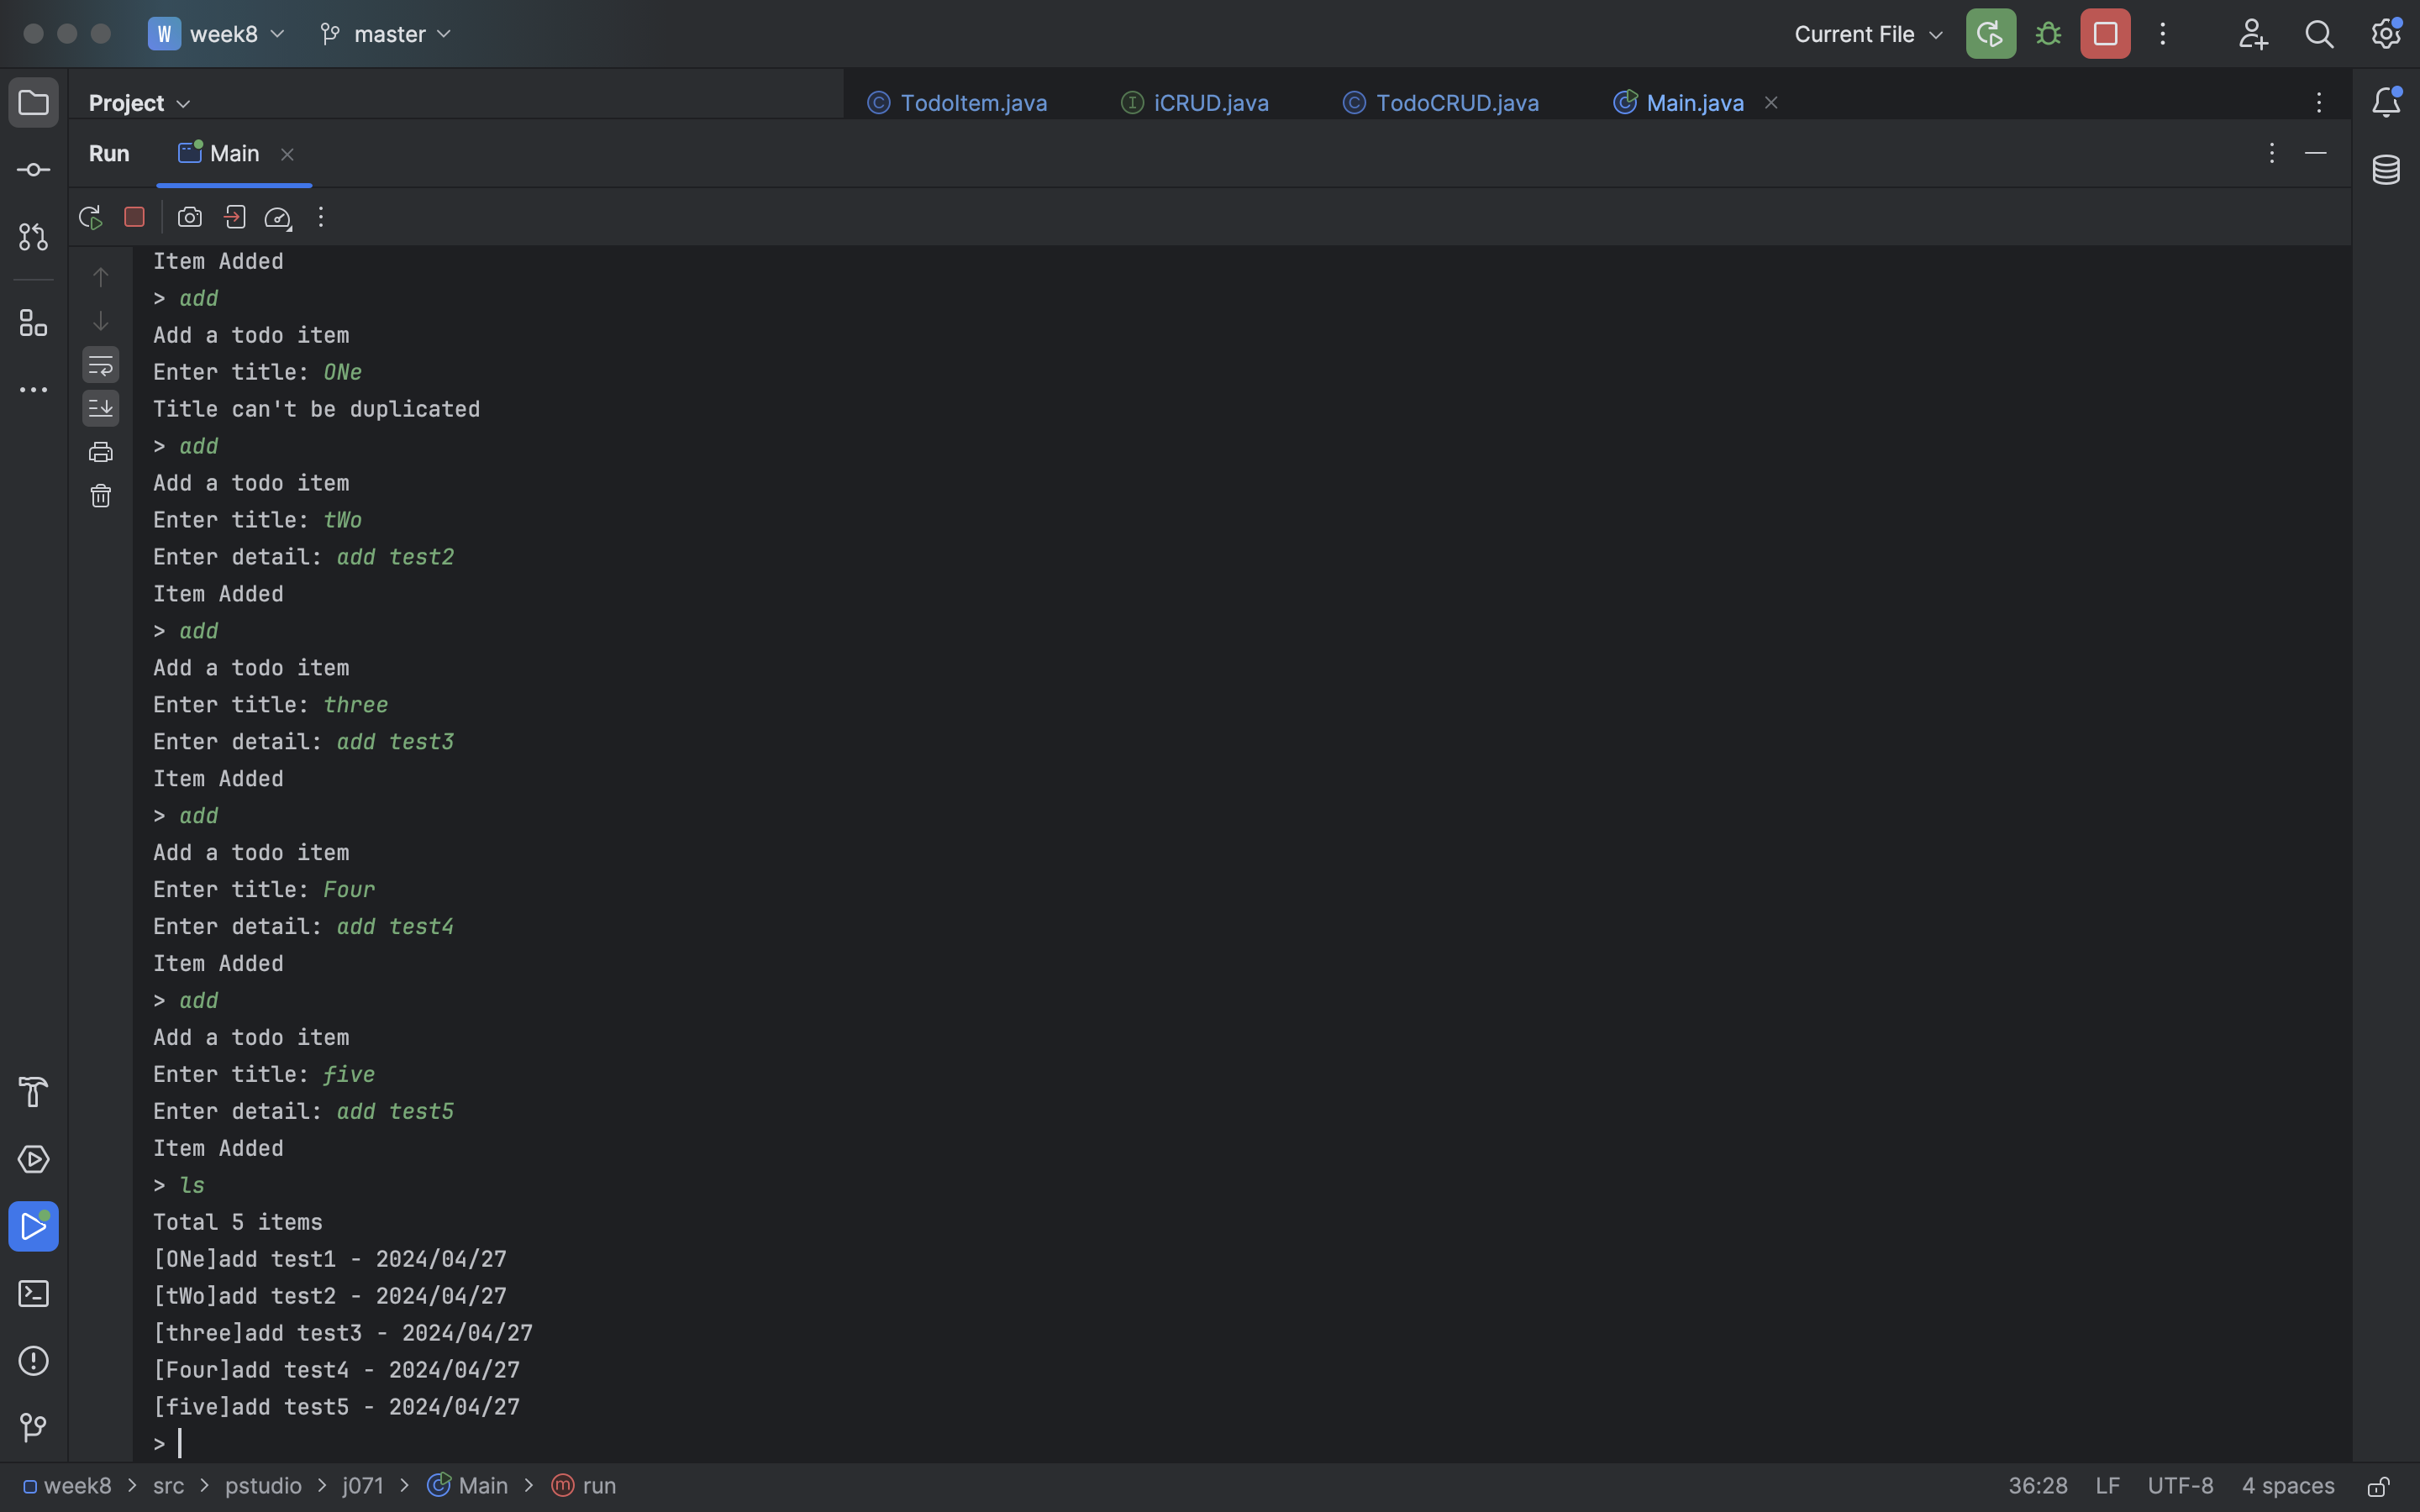 W week8 master Current File
Project TodoItem.java iCRUD.java TodoCRUD.java Main.java
Run Main
Item Added
> add
Add a todo item
Enter title: ONe
Title can't be duplicated
> add
Add a todo item
Enter title: tWo
Enter detail: add test2
Item Added
> add
Add a todo item
Enter title: three
Enter detail: add test3
Item Added
> add
Add a todo item
Enter title: Four
Enter detail: add test4
Item Added
> add
Add a todo item
Enter title: five
Enter detail: add test5
Item Added
> ls
Total 5 items
[ONe]add test1 - 2024/04/27
[tWo]add test2 - 2024/04/27
[three]add test3 - 2024/04/27
[Four]add test4 - 2024/04/27
[five]add test5 - 2024/04/27
>
week8 > src > pstudio > j071 > Main > run 36:28 LF UTF-8 4 spaces